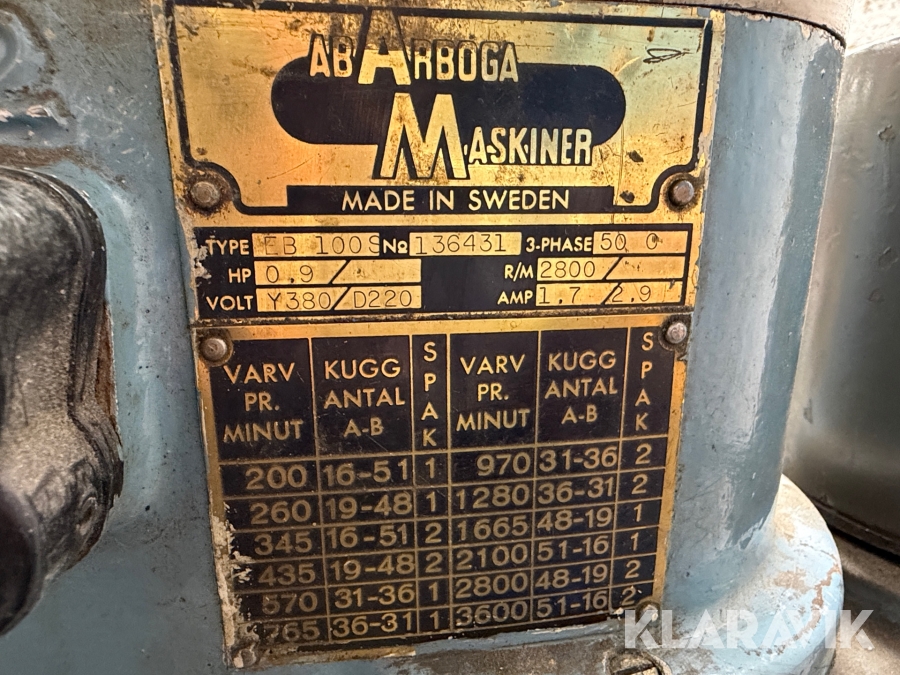 AB ARBOGA
MASKINER
MADE IN SWEDEN
TYPE EB 100S No 136431 3-PHASE 50 0
HP 0.9/ R/M 2800/
VOLT Y380/D220 AMP 1.7 /2.9
VARV PR. MINUT KUGG ANTAL A-B SPAK VARV PR. MINUT KUGG ANTAL A-B SPAK
200 16-51 1 970 31-36 2
260 19-48 1 1280 36-31 2
345 16-51 2 1665 48-19 1
435 19-48 2 2100 51-16 1
570 31-36 1 2800 48-19 2
765 36-31 1 3600 51-16 2
KLARAVIK